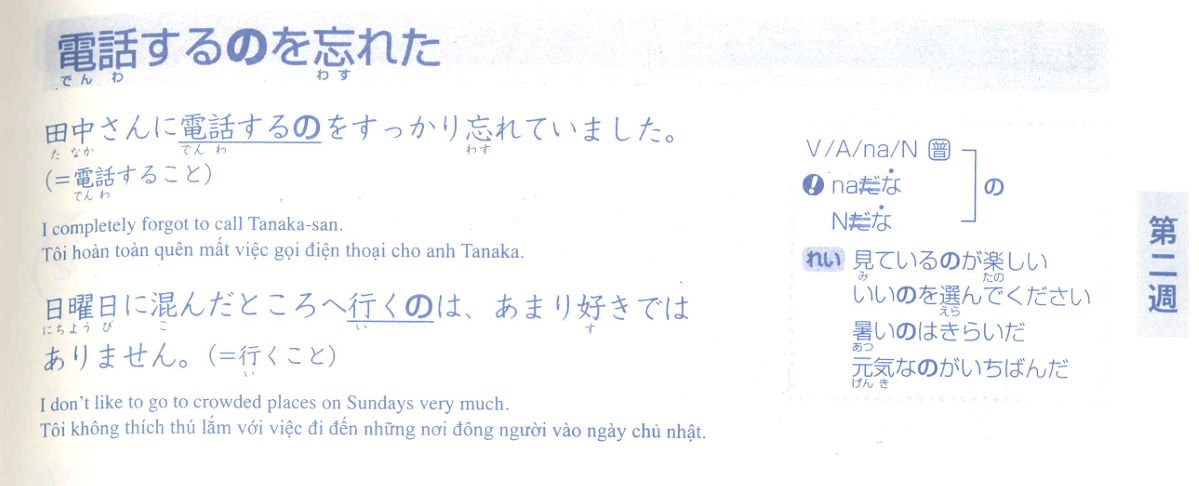 電話するのを忘れた
でん わ わす
田中さんに電話するのをすっかり忘れていました。
た なか でん わ わす
(=電話すること)
でん わ
I completely forgot to call Tanaka-san.
Tôi hoàn toàn quên mất việc gọi điện thoại cho anh Tanaka.
日曜日に混んだところへ行くのは、あまり好きでは
にちよう び こ い す
ありません。(=行くこと)
い
I don't like to go to crowded places on Sundays very much.
Tôi không thích thú lắm với việc đi đến những nơi đông người vào ngày chủ nhật.
V/A/na/N 普
! naだな
Nだな
の
れい 見ているのが楽しい
み たの
いいのを選んでください
えら
暑いのはきらいだ
あつ
元気なのがいちばんだ
げん き
第二週